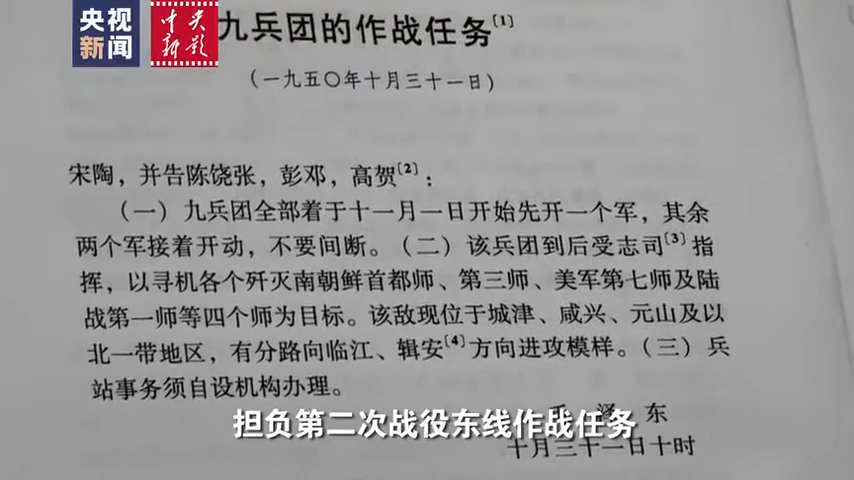 央视
新闻
中央
新影
九兵团的作战任务[1]
（一九五〇年十月三十一日）
宋陶，并告陈饶张，彭邓，高贺[2]：
（一）九兵团全部着于十一月一日开始先开一个军，其余
两个军接着开动，不要间断。（二）该兵团到后受志司[3]指
挥，以寻机各个歼灭南朝鲜首都师、第三师、美军第七师及陆
战第一师等四个师为目标。该敌现位于城津、咸兴、元山及以
北一带地区，有分路向临江、辑安[4]方向进攻模样。（三）兵
站事务须自设机构办理。
毛泽东
担负第二次战役东线作战任务
十月三十一日十时